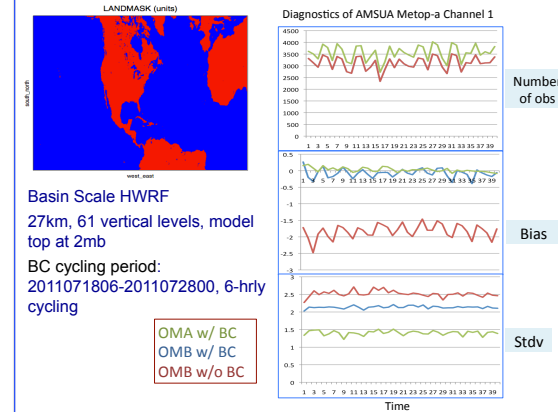 LANDMASK (units)
south_north
west_east
Basin Scale HWRF
27km, 61 vertical levels, model
top at 2mb
BC cycling period:
2011071806-2011072800, 6-hrly
cycling
OMA w/ BC
OMB w/ BC
OMB w/o BC
Diagnostics of AMSUA Metop-a Channel 1
4500
4000
3500
3000
2500
2000
1500
1000
500
0
1 3 5 7 9 11 13 15 17 19 21 23 25 27 29 31 33 35 37 39
Number
of obs
0.5
0
-0.5
-1
-1.5
-2
-2.5
-3
1 3 5 7 9 11 13 15 17 19 21 23 25 27 29 31 33 35 37 39
Bias
3
2.5
2
1.5
1
0.5
0
1 3 5 7 9 11 13 15 17 19 21 23 25 27 29 31 33 35 37 39
Stdv
Time